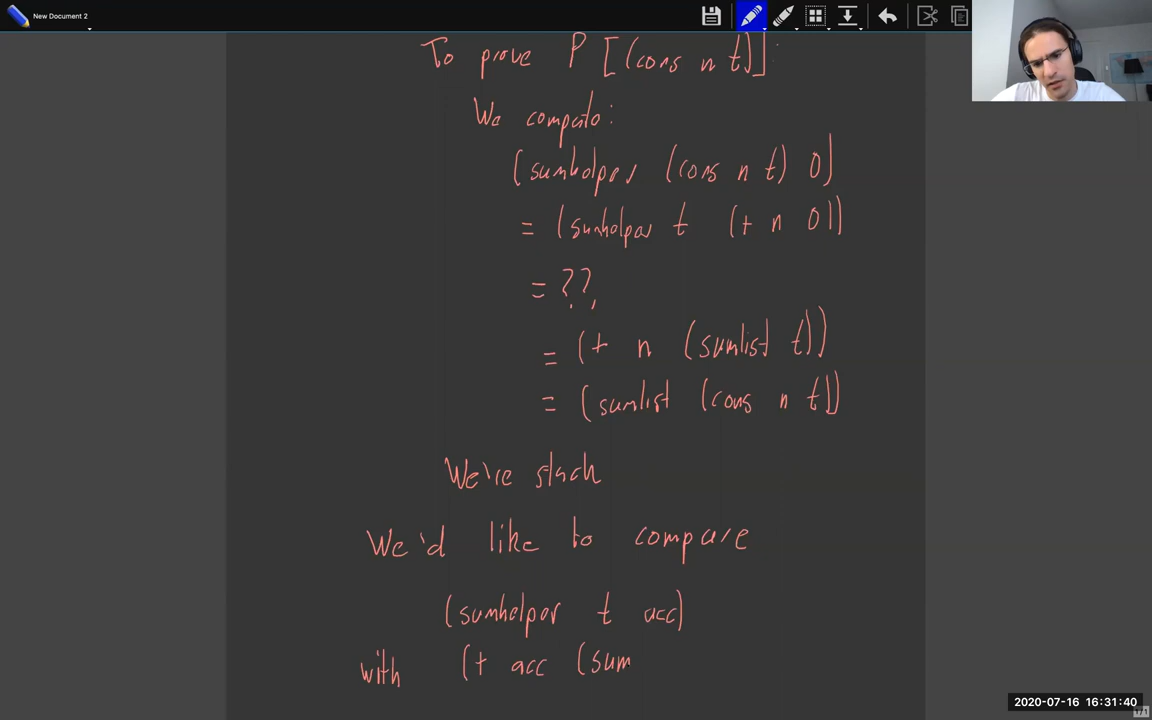 New Document 2
To prove P[(cons n t)]:
We compute:
(sumhelper (cons n t) 0)
= (sumhelper t (+ n 0))
= ??
= (+ n (sumlist t))
= (sumlist (cons n t))
We're stuck
We'd like to compare
(sumhelper t acc)
with (+ acc (sum
2020-07-16 16:31:40